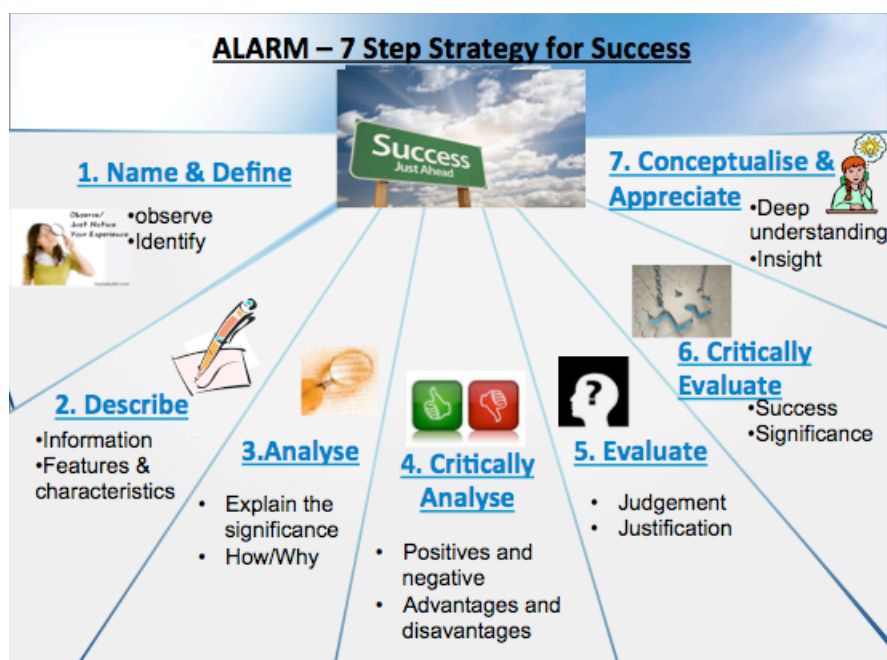 ALARM – 7 Step Strategy for Success
Success
Just Ahead
1. Name & Define
Observe/
Just Notice
Your Experience
•observe
•Identify
2. Describe
•Information
•Features &
characteristics
3.Analyse
• Explain the
significance
• How/Why
4. Critically
Analyse
• Positives and
negative
• Advantages and
disadvantages
?
5. Evaluate
• Judgement
• Justification
6. Critically
Evaluate
•Success
•Significance
7. Conceptualise &
Appreciate
•Deep
understanding
•Insight